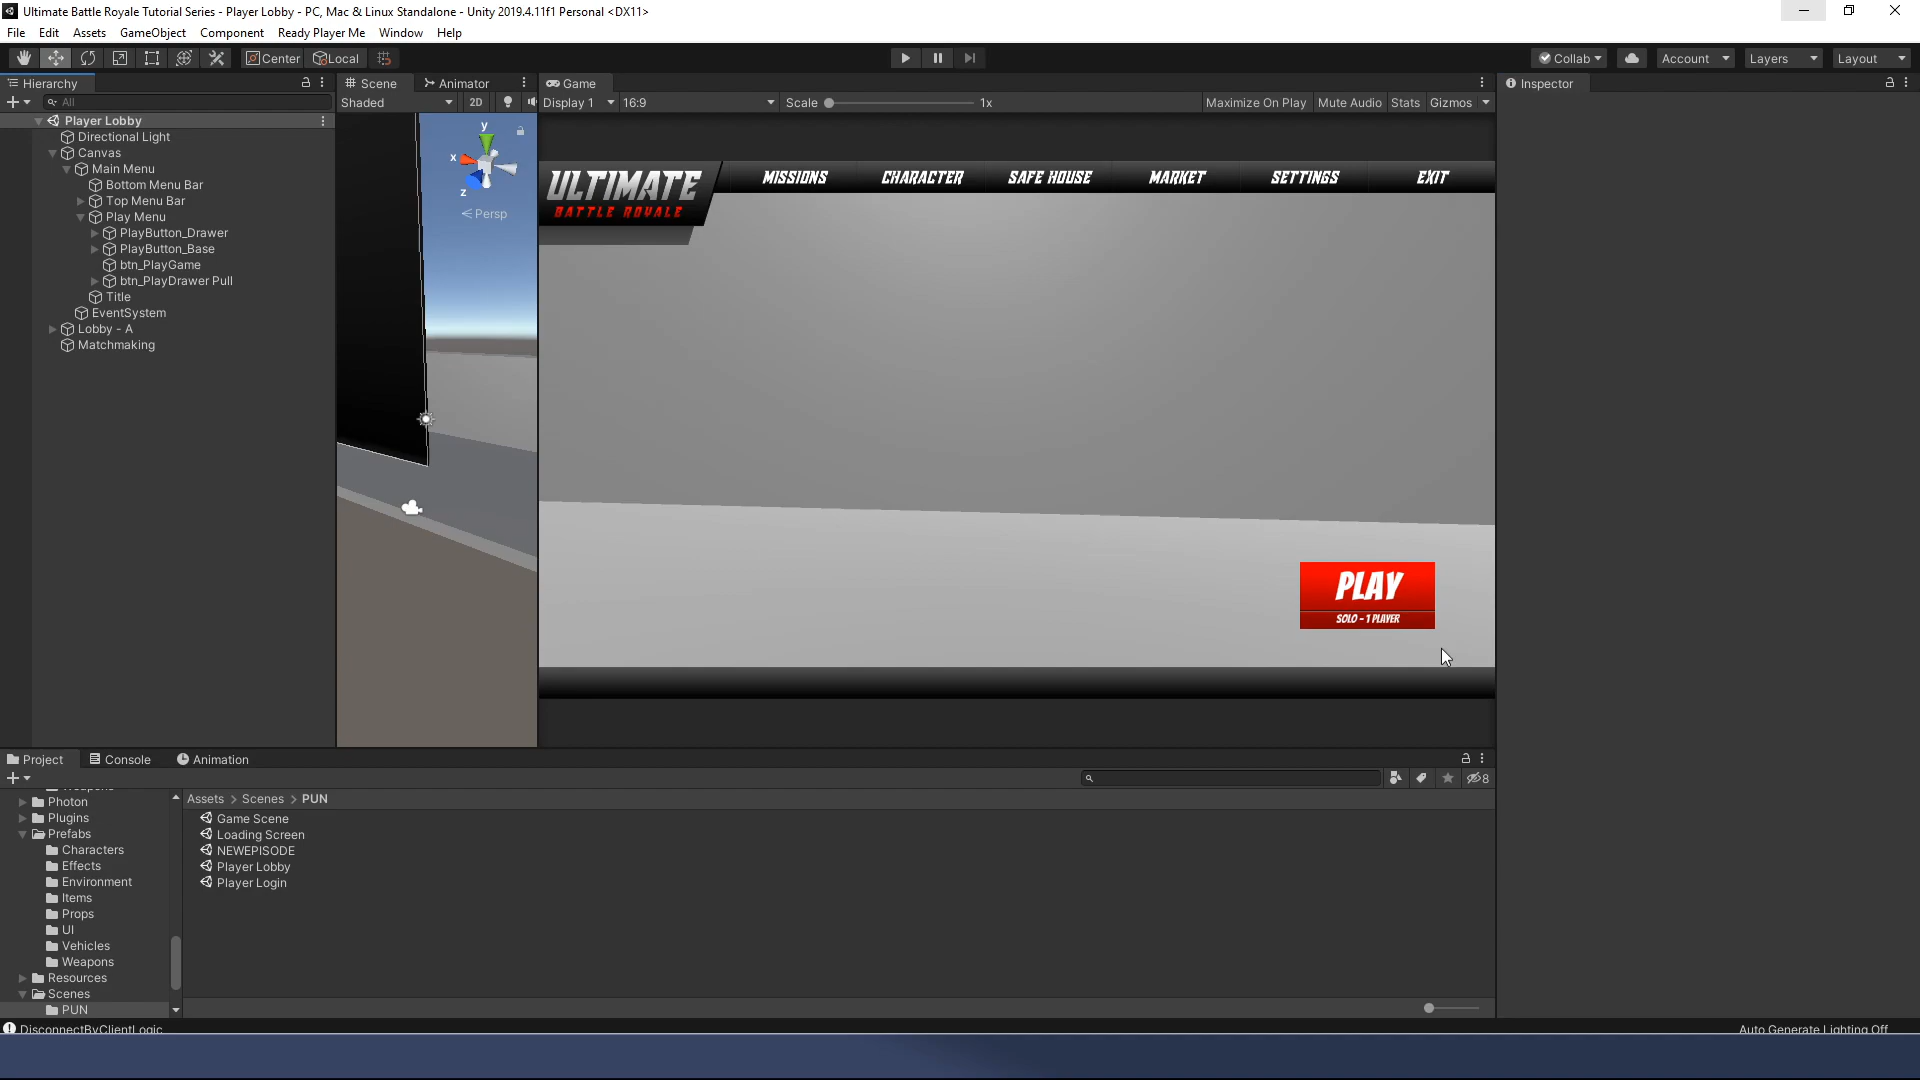 Ultimate Battle Royale Tutorial Series - Player Lobby - PC, Mac & Linux Standalone - Unity 2019.4.11f1 Personal <DX11>
File Edit Assets GameObject Component Ready Player Me Window Help
Center Local Collab Account Layers Layout
Hierarchy Scene Animator Game Inspector
All Shaded 2D Display 1 16:9 Scale 1x Maximize On Play Mute Audio Stats Gizmos
Player Lobby
Directional Light
Canvas
Main Menu
Bottom Menu Bar
Top Menu Bar
Play Menu
PlayButton_Drawer
PlayButton_Base
btn_PlayGame
btn_PlayDrawer Pull
Title
EventSystem
Lobby - A
Matchmaking
y
x
z
Persp
ULTIMATE
BATTLE ROYALE
MISSIONS CHARACTER SAFE HOUSE MARKET SETTINGS EXIT
PLAY
SOLO - 1 PLAYER
Project Console Animation
8
Photon
Plugins
Prefabs
Characters
Effects
Environment
Items
Props
UI
Vehicles
Weapons
Resources
Scenes
PUN
Assets > Scenes > PUN
Game Scene
Loading Screen
NEWEPISODE
Player Lobby
Player Login
DisconnectByClientLogic
Auto Generate Lighting Off